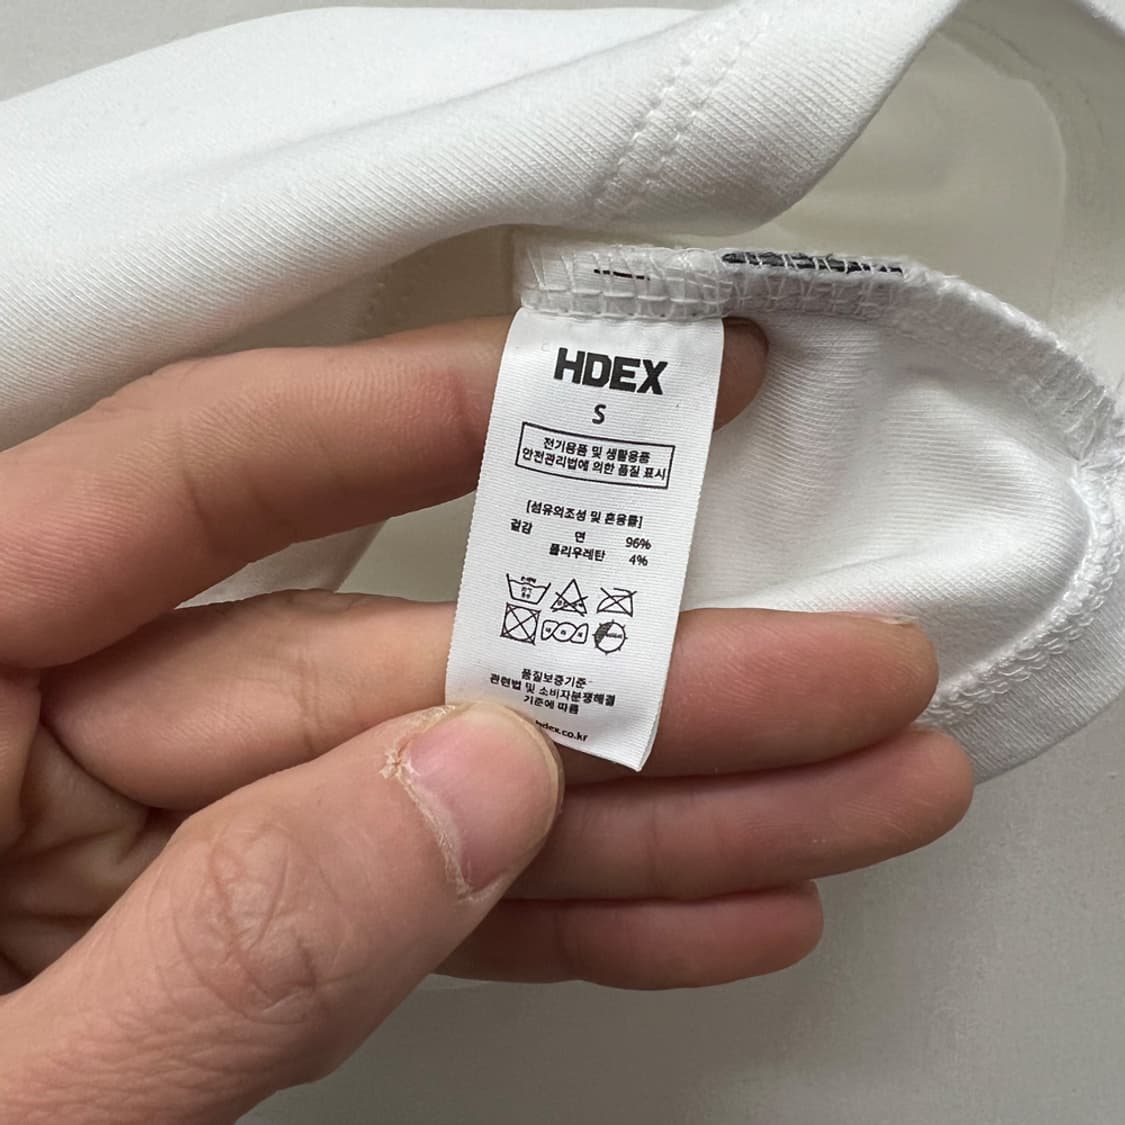 HDEX
S
전기용품 및 생활용품
안전관리법에 의한 품질 표시
[섬유의조성 및 혼용률]
겉감 면 96%
폴리우레탄 4%
품질보증기준
관련법 및 소비자분쟁해결
기준에 따름
hdex.co.kr